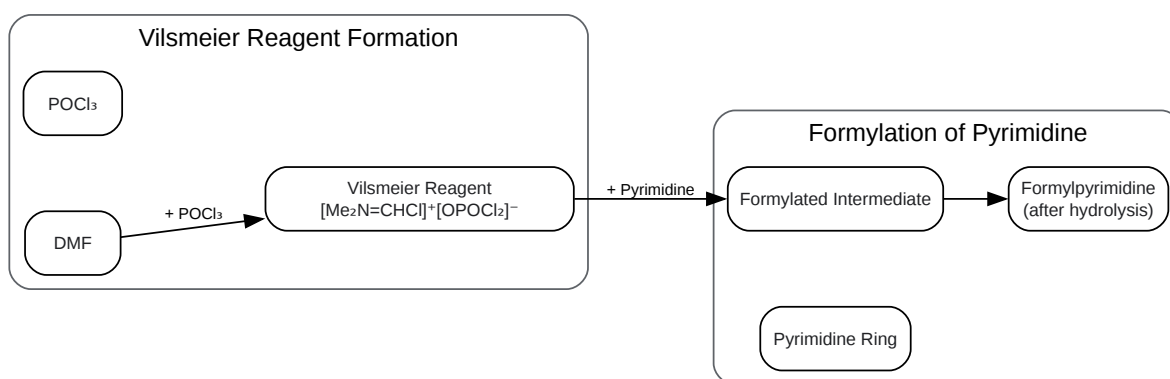 Vilsmeier Reagent Formation
POCl₃
DMF
+ POCl₃
Vilsmeier Reagent
[Me₂N=CHCl]⁺[OPOCl₂]⁻
+ Pyrimidine
Formylation of Pyrimidine
Formylated Intermediate
Formylpyrimidine
(after hydrolysis)
Pyrimidine Ring